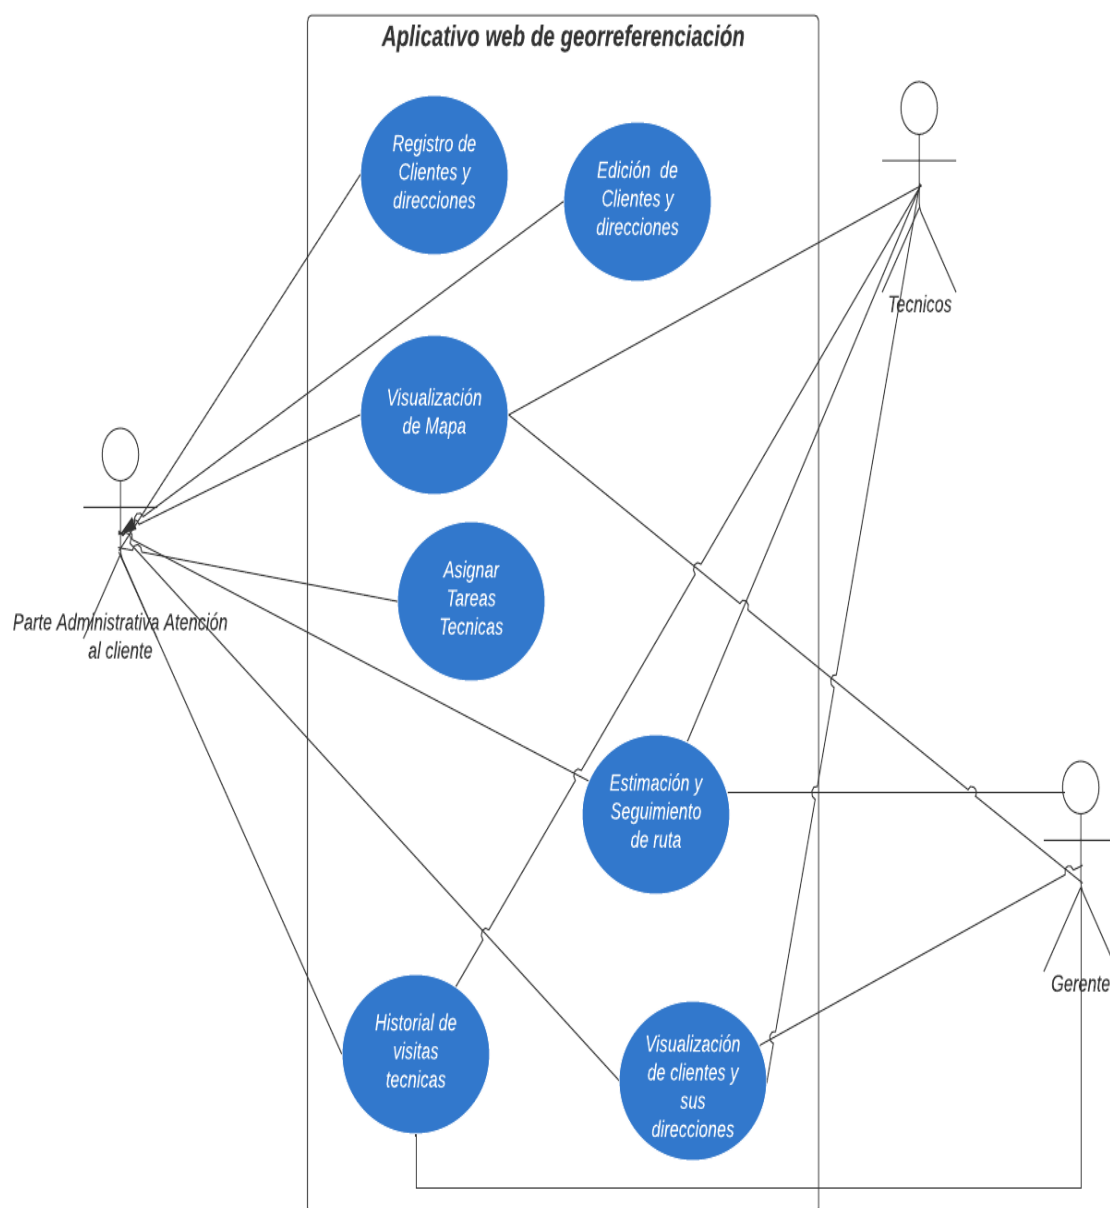 Aplicativo web de georreferenciación
Registro de
Clientes y
direcciones
Edición de
Clientes y
direcciones
Tecnicos
Visualización
de Mapa
Asignar
Tareas
Tecnicas
Parte Administrativa Atención
al cliente
Estimación y
Seguimiento
de ruta
Gerente
Historial de
visitas
tecnicas
Visualización
de clientes y
sus
direcciones